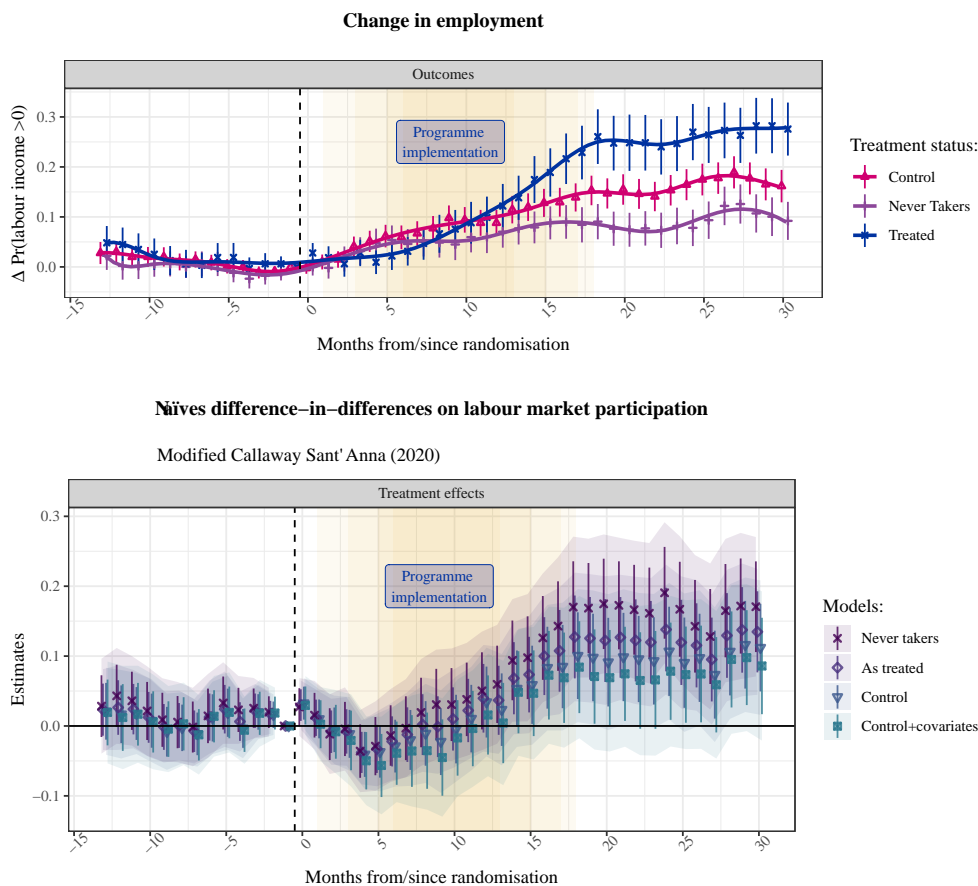 Change in employment
Outcomes
Δ Pr(labour income >0)
0.3
0.2
0.1
0.0
Programme
implementation
−15
−10
−5
0
5
10
15
20
25
30
Months from/since randomisation
Treatment status:
Control
Never Takers
Treated
Naïves difference−in−differences on labour market participation
Modified Callaway Sant'Anna (2020)
Treatment effects
Estimates
0.3
0.2
0.1
0.0
−0.1
Programme
implementation
−15
−10
−5
0
5
10
15
20
25
30
Months from/since randomisation
Models:
Never takers
As treated
Control
Control+covariates